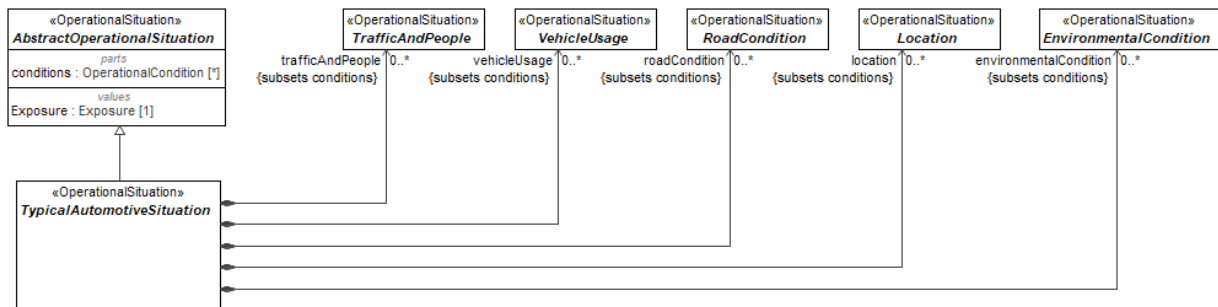 «OperationalSituation»
AbstractOperationalSituation
parts
conditions : OperationalCondition [*]
values
Exposure : Exposure [1]
«OperationalSituation»
TrafficAndPeople
«OperationalSituation»
VehicleUsage
«OperationalSituation»
RoadCondition
«OperationalSituation»
Location
«OperationalSituation»
EnvironmentalCondition
trafficAndPeople 0..*
{subsets conditions}
vehicleUsage 0..*
{subsets conditions}
roadCondition 0..*
{subsets conditions}
location 0..*
{subsets conditions}
environmentalCondition 0..*
{subsets conditions}
«OperationalSituation»
TypicalAutomotiveSituation